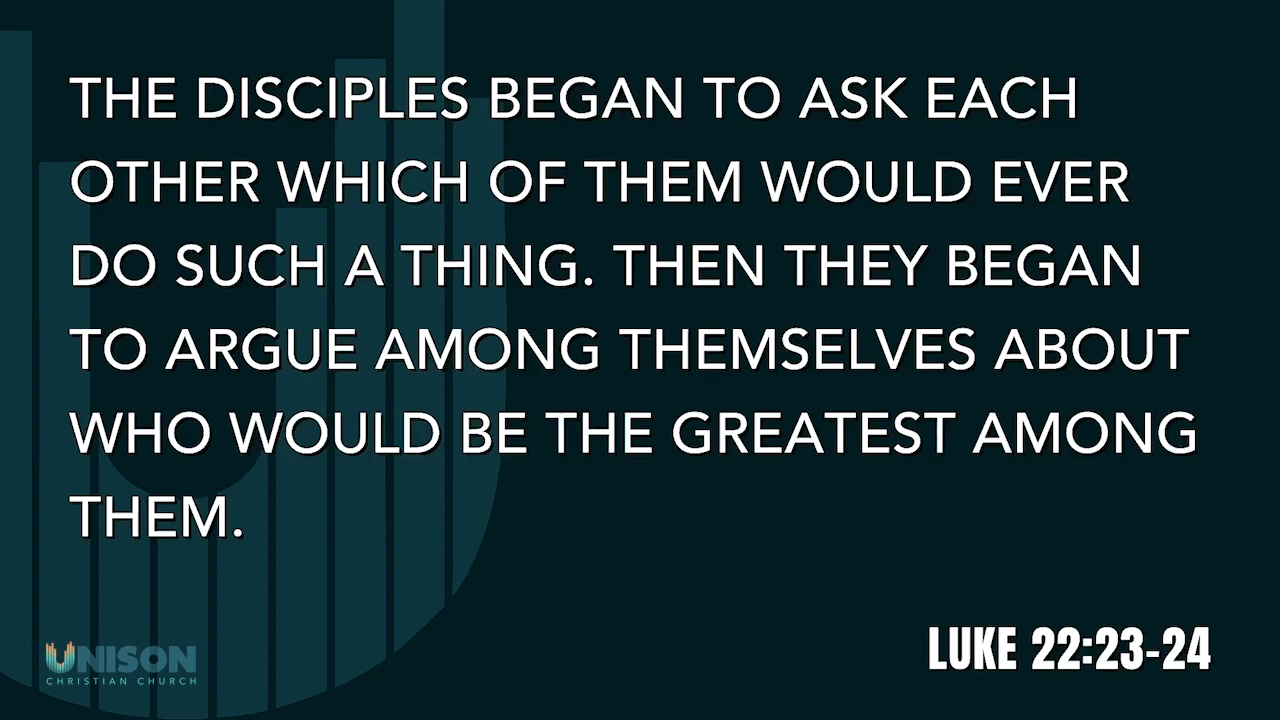 THE DISCIPLES BEGAN TO ASK EACH
OTHER WHICH OF THEM WOULD EVER
DO SUCH A THING. THEN THEY BEGAN
TO ARGUE AMONG THEMSELVES ABOUT
WHO WOULD BE THE GREATEST AMONG
THEM.
LUKE 22:23-24
UNISON
CHRISTIAN CHURCH